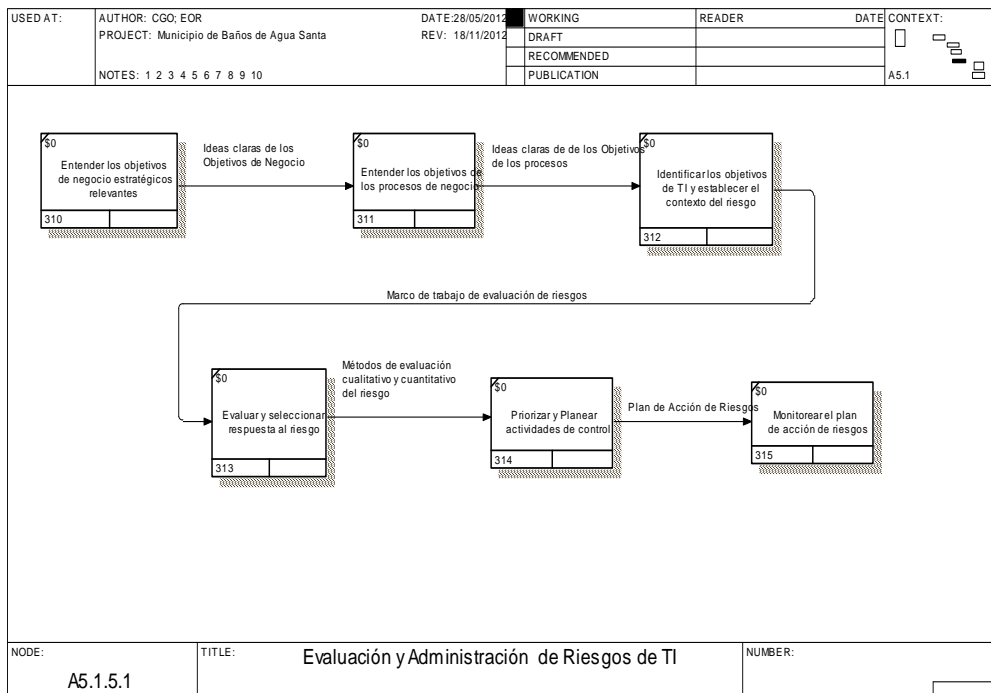 USED AT:
AUTHOR: CGO; EOR
DATE:28/05/2012
PROJECT: Municipio de Baños de Agua Santa
REV: 18/11/2012
NOTES: 1 2 3 4 5 6 7 8 9 10
WORKING
DRAFT
RECOMMENDED
PUBLICATION
READER
DATE
CONTEXT:
A5.1
$0
Entender los objetivos
de negocio estratégicos
relevantes
310
Ideas claras de los
Objetivos de Negocio
$0
Entender los objetivos de
los procesos de negocio
311
Ideas claras de de los Objetivos
de los procesos
$0
Identificar los objetivos
de TI y establecer el
contexto del riesgo
312
Marco de trabajo de evaluación de riesgos
$0
Evaluar y seleccionar
respuesta al riesgo
313
Métodos de evaluación
cualitativo y cuantitativo
del riesgo
$0
Priorizar y Planear
actividades de control
314
Plan de Acción de Riesgos
$0
Monitorear el plan
de acción de riesgos
315
NODE:
A5.1.5.1
TITLE:
Evaluación y Administración de Riesgos de TI
NUMBER: